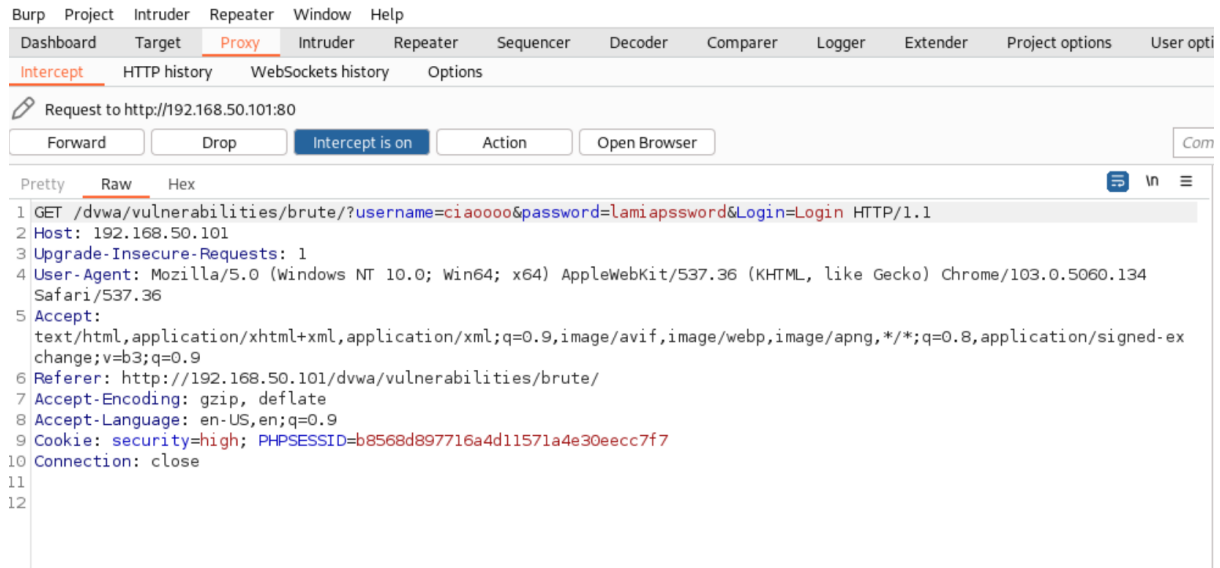 Burp Project Intruder Repeater Window Help
Dashboard Target Proxy Intruder Repeater Sequencer Decoder Comparer Logger Extender Project options User opti
Intercept HTTP history WebSockets history Options
Request to http://192.168.50.101:80
Forward Drop Intercept is on Action Open Browser Com
Pretty Raw Hex \n
1 GET /dvwa/vulnerabilities/brute/?username=ciaoooo&password=lamiapssword&Login=Login HTTP/1.1
2 Host: 192.168.50.101
3 Upgrade-Insecure-Requests: 1
4 User-Agent: Mozilla/5.0 (Windows NT 10.0; Win64; x64) AppleWebKit/537.36 (KHTML, like Gecko) Chrome/103.0.5060.134
Safari/537.36
5 Accept:
text/html,application/xhtml+xml,application/xml;q=0.9,image/avif,image/webp,image/apng,*/*;q=0.8,application/signed-ex
change;v=b3;q=0.9
6 Referer: http://192.168.50.101/dvwa/vulnerabilities/brute/
7 Accept-Encoding: gzip, deflate
8 Accept-Language: en-US,en;q=0.9
9 Cookie: security=high; PHPSESSID=b8568d897716a4d11571a4e30eecc7f7
10 Connection: close
11
12